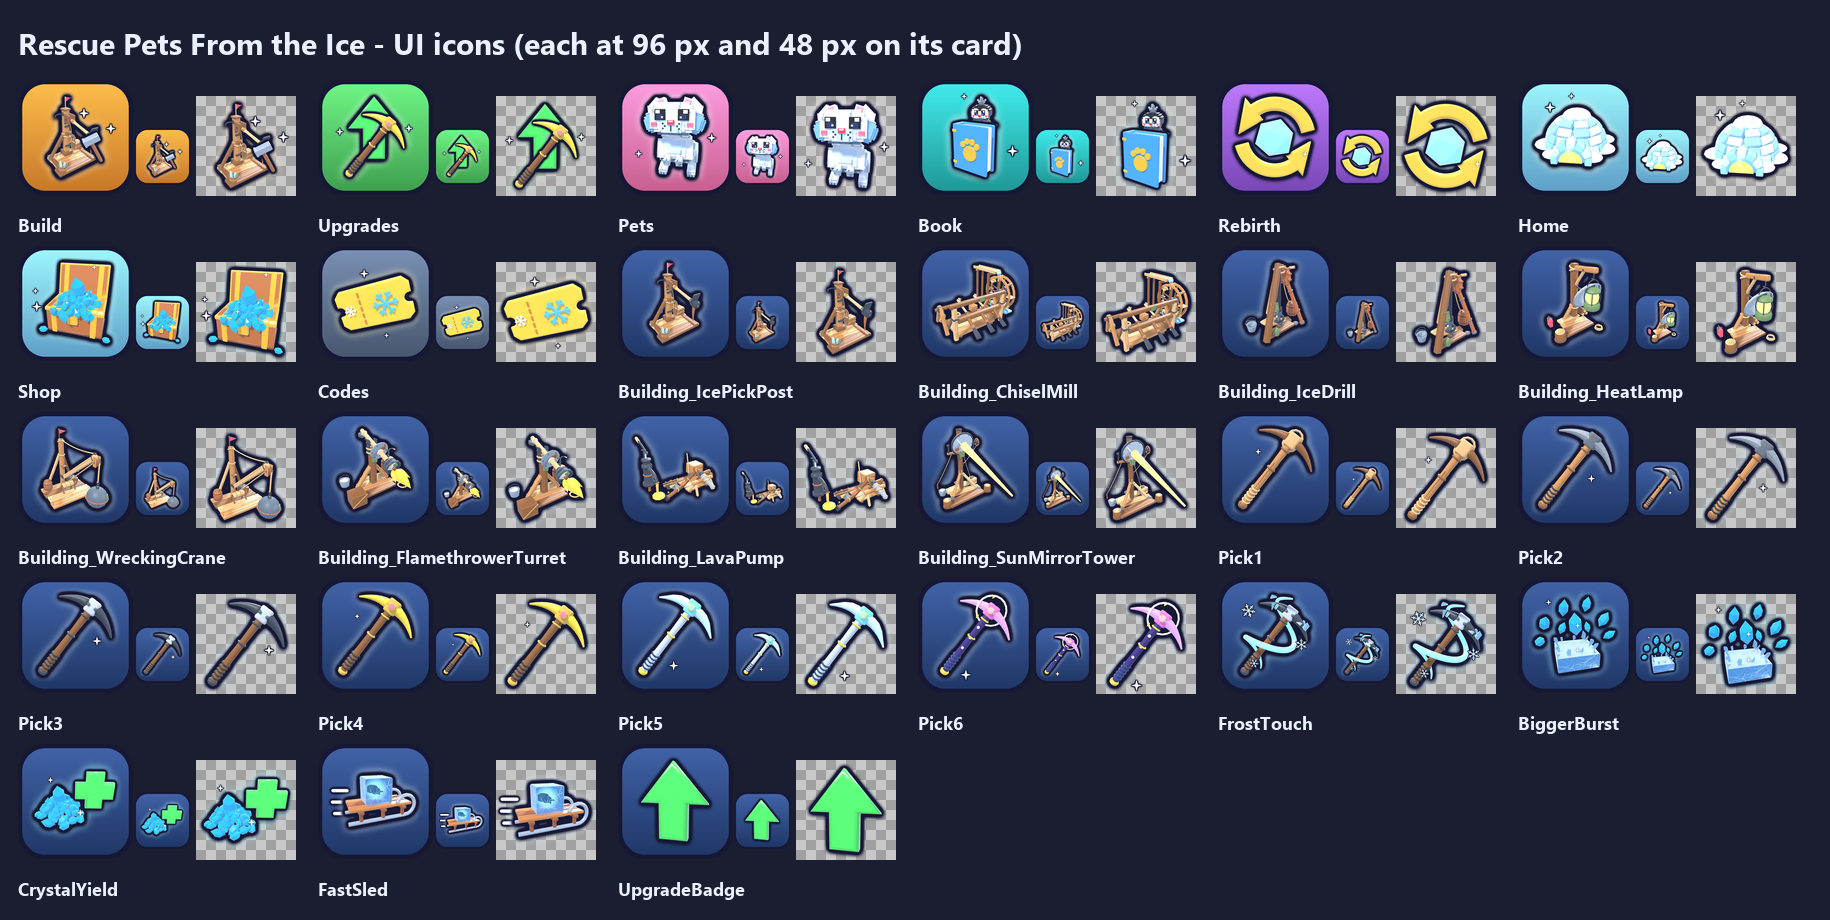 Rescue Pets From the Ice - UI icons (each at 96 px and 48 px on its card)
Build Upgrades Pets Book Rebirth Home
Shop Codes Building_IcePickPost Building_ChiselMill Building_IceDrill Building_HeatLamp
Building_WreckingCrane Building_FlamethrowerTurret Building_LavaPump Building_SunMirrorTower Pick1 Pick2
Pick3 Pick4 Pick5 Pick6 FrostTouch BiggerBurst
CrystalYield FastSled UpgradeBadge